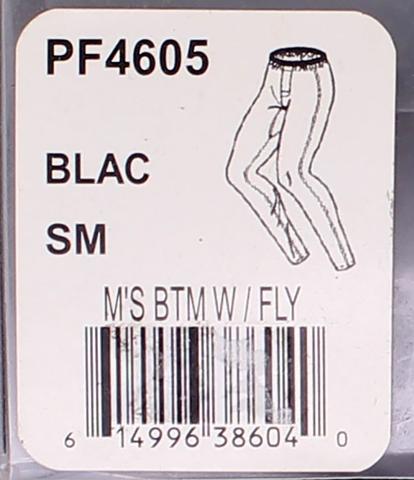 PF4605
BLAC
SM
M'S BTM W / FLY
6 14996 38604 0